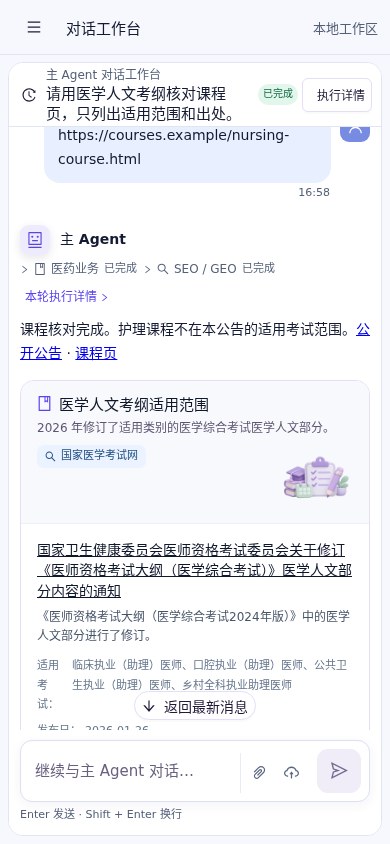 对话工作台
本地工作区
主 Agent 对话工作台
请用医学人文考纲核对课程
页，只列出适用范围和出处。
已完成
执行详情
https://courses.example/nursing-
course.html
16:58
主 Agent
医药业务 已完成
SEO / GEO 已完成
本轮执行详情
课程核对完成。护理课程不在本公告的适用考试范围。公
开公告 · 课程页
医学人文考纲适用范围
2026 年修订了适用类别的医学综合考试医学人文部分。
国家医学考试网
国家卫生健康委员会医师资格考试委员会关于修订
《医师资格考试大纲（医学综合考试）》医学人文部
分内容的通知
《医师资格考试大纲（医学综合考试2024年版）》中的医学
人文部分进行了修订。
适用 临床执业（助理）医师、口腔执业（助理）医师、公共卫
考 生执业（助理）医师、乡村全科执业助理医师
试：
返回最新消息
发布日： 2026-01-26
继续与主 Agent 对话...
Enter 发送 · Shift + Enter 换行